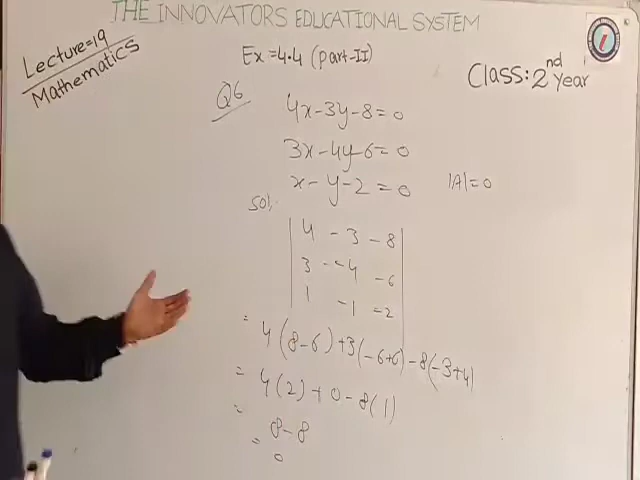 THE INNOVATORS EDUCATIONAL SYSTEM
Lecture=19
Mathematics
Ex=4.4 (part-II)
Class: 2nd year
Q6
4x-3y-8=0
3x-4y-6=0
x-y-2=0 |A|=0
Sol:
| 4 -3 -8 |
| 3 -4 -6 |
| 1 -1 -2 |
= 4(8-6)+3(-6+6)-8(-3+4)
= 4(2)+0-8(1)
= 8-8
= 0